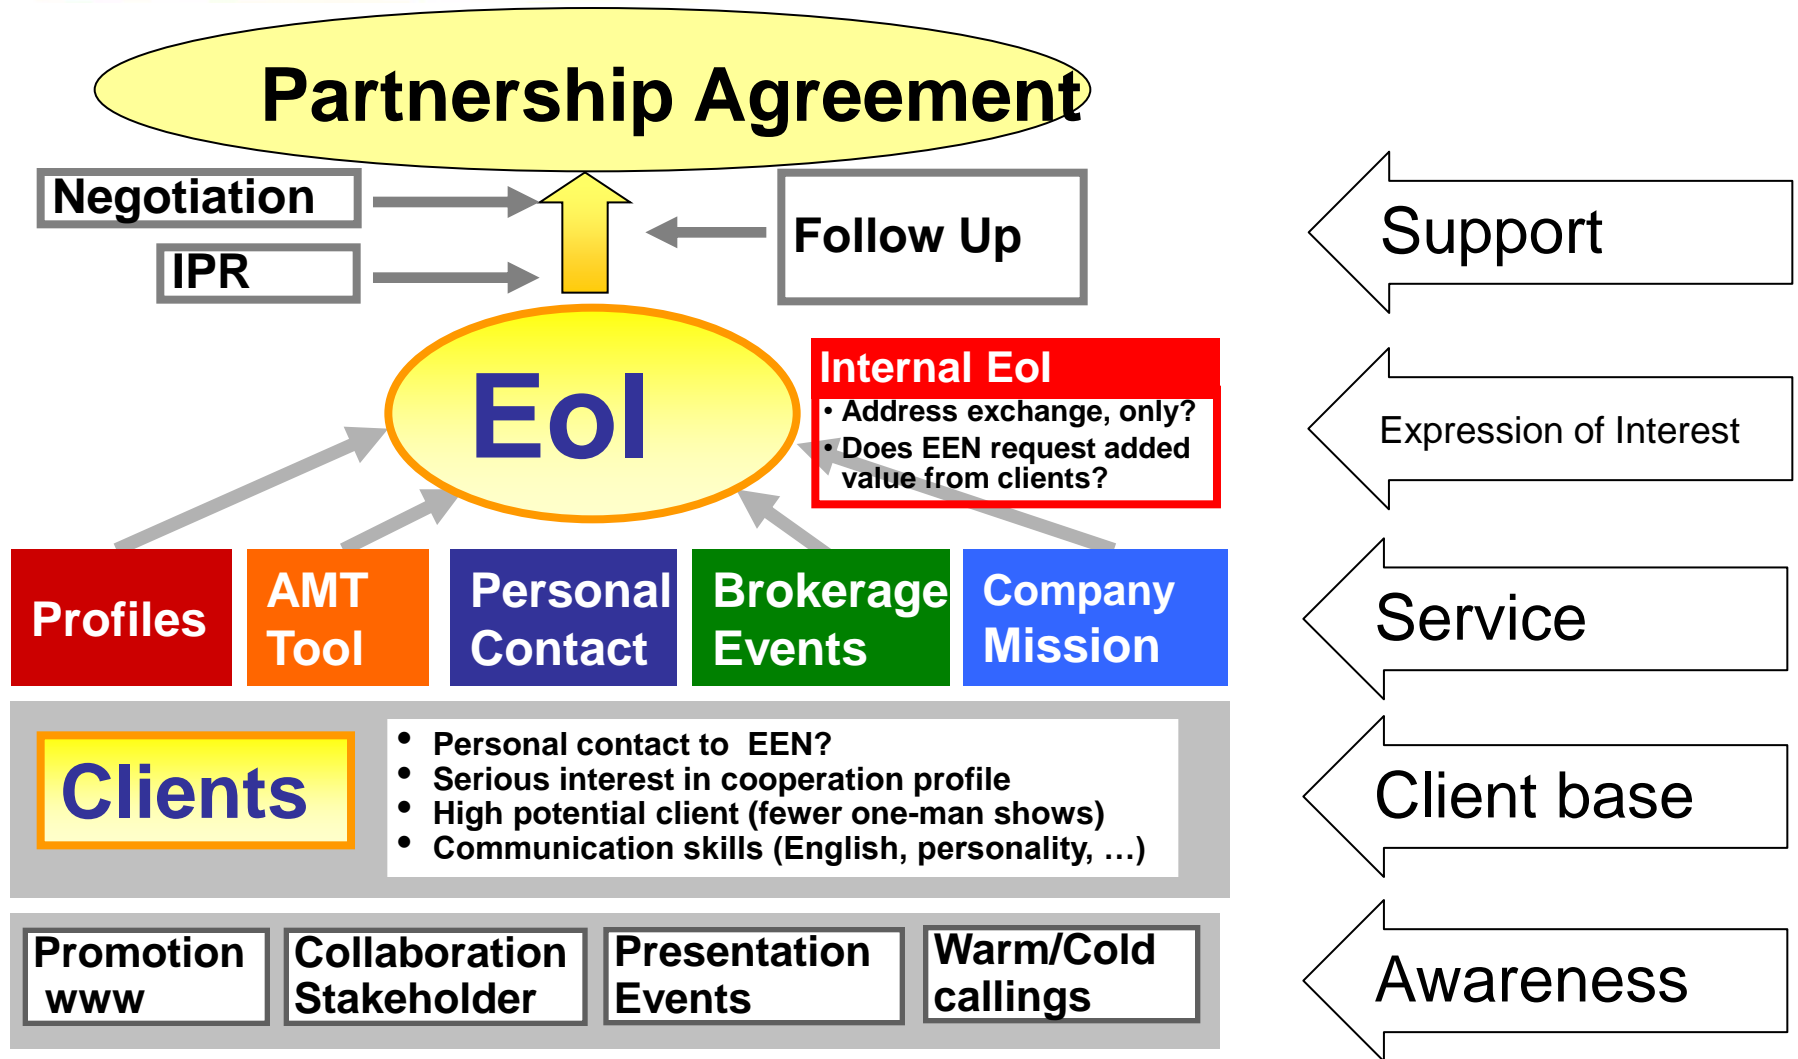 Partnership Agreement
Negotiation
IPR
Follow Up
Support
EoI
Internal EoI
• Address exchange, only?
• Does EEN request added
value from clients?
Expression of Interest
Profiles
AMT
Tool
Personal
Contact
Brokerage
Events
Company
Mission
Service
Clients
• Personal contact to EEN?
• Serious interest in cooperation profile
• High potential client (fewer one-man shows)
• Communication skills (English, personality, …)
Client base
Promotion
www
Collaboration
Stakeholder
Presentation
Events
Warm/Cold
callings
Awareness